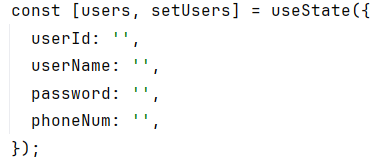 const [users, setUsers] = useState({
  userId: '',
  userName: '',
  password: '',
  phoneNum: '',
});